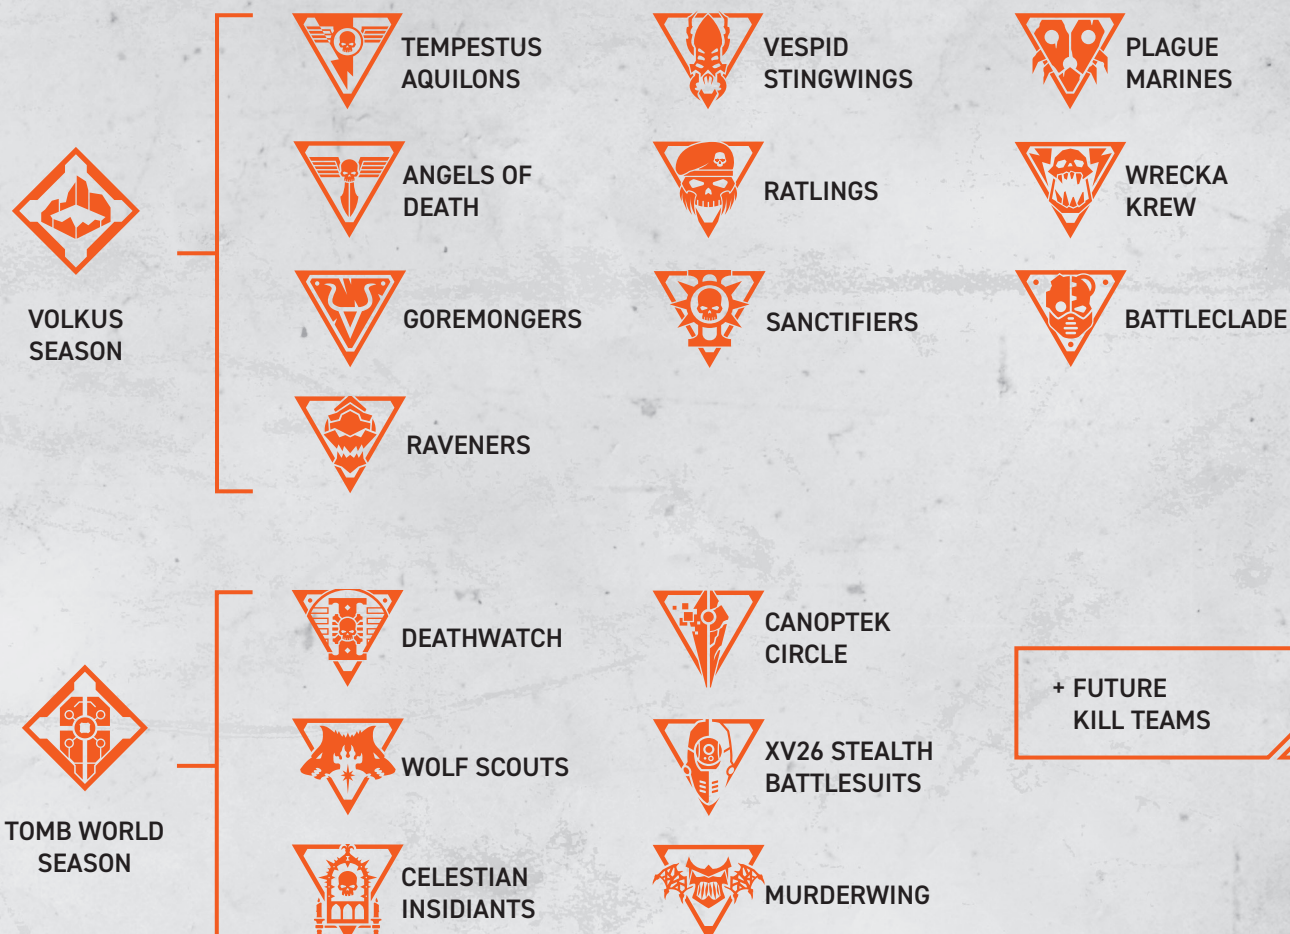 VOLKUS
SEASON
TEMPESTUS
AQUILONS
VESPID
STINGWINGS
PLAGUE
MARINES
ANGELS OF
DEATH
RATLINGS
WRECKA
KREW
GOREMONGERS
SANCTIFIERS
BATTLECLADE
RAVENERS
TOMB WORLD
SEASON
DEATHWATCH
CANOPTEK
CIRCLE
WOLF SCOUTS
XV26 STEALTH
BATTLESUITS
CELESTIAN
INSIDIANTS
MURDERWING
+ FUTURE
KILL TEAMS